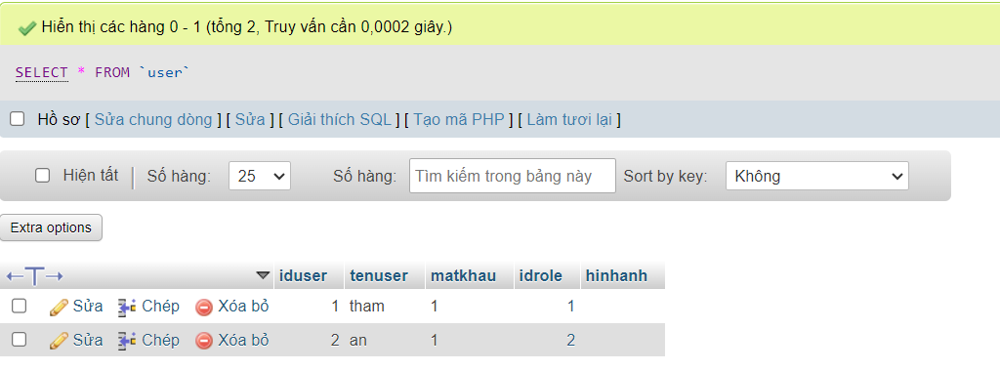 Hiển thị các hàng 0 - 1 (tổng 2, Truy vấn cần 0,0002 giây.)
SELECT * FROM `user`
Hồ sơ [ Sửa chung dòng ] [ Sửa ] [ Giải thích SQL ] [ Tạo mã PHP ] [ Làm tươi lại ]
Hiện tất Số hàng: 25 Số hàng: Tìm kiếm trong bảng này Sort by key: Không
Extra options
←T→ iduser tenuser matkhau idrole hinhanh
Sửa Chép Xóa bỏ 1 tham 1 1
Sửa Chép Xóa bỏ 2 an 1 2